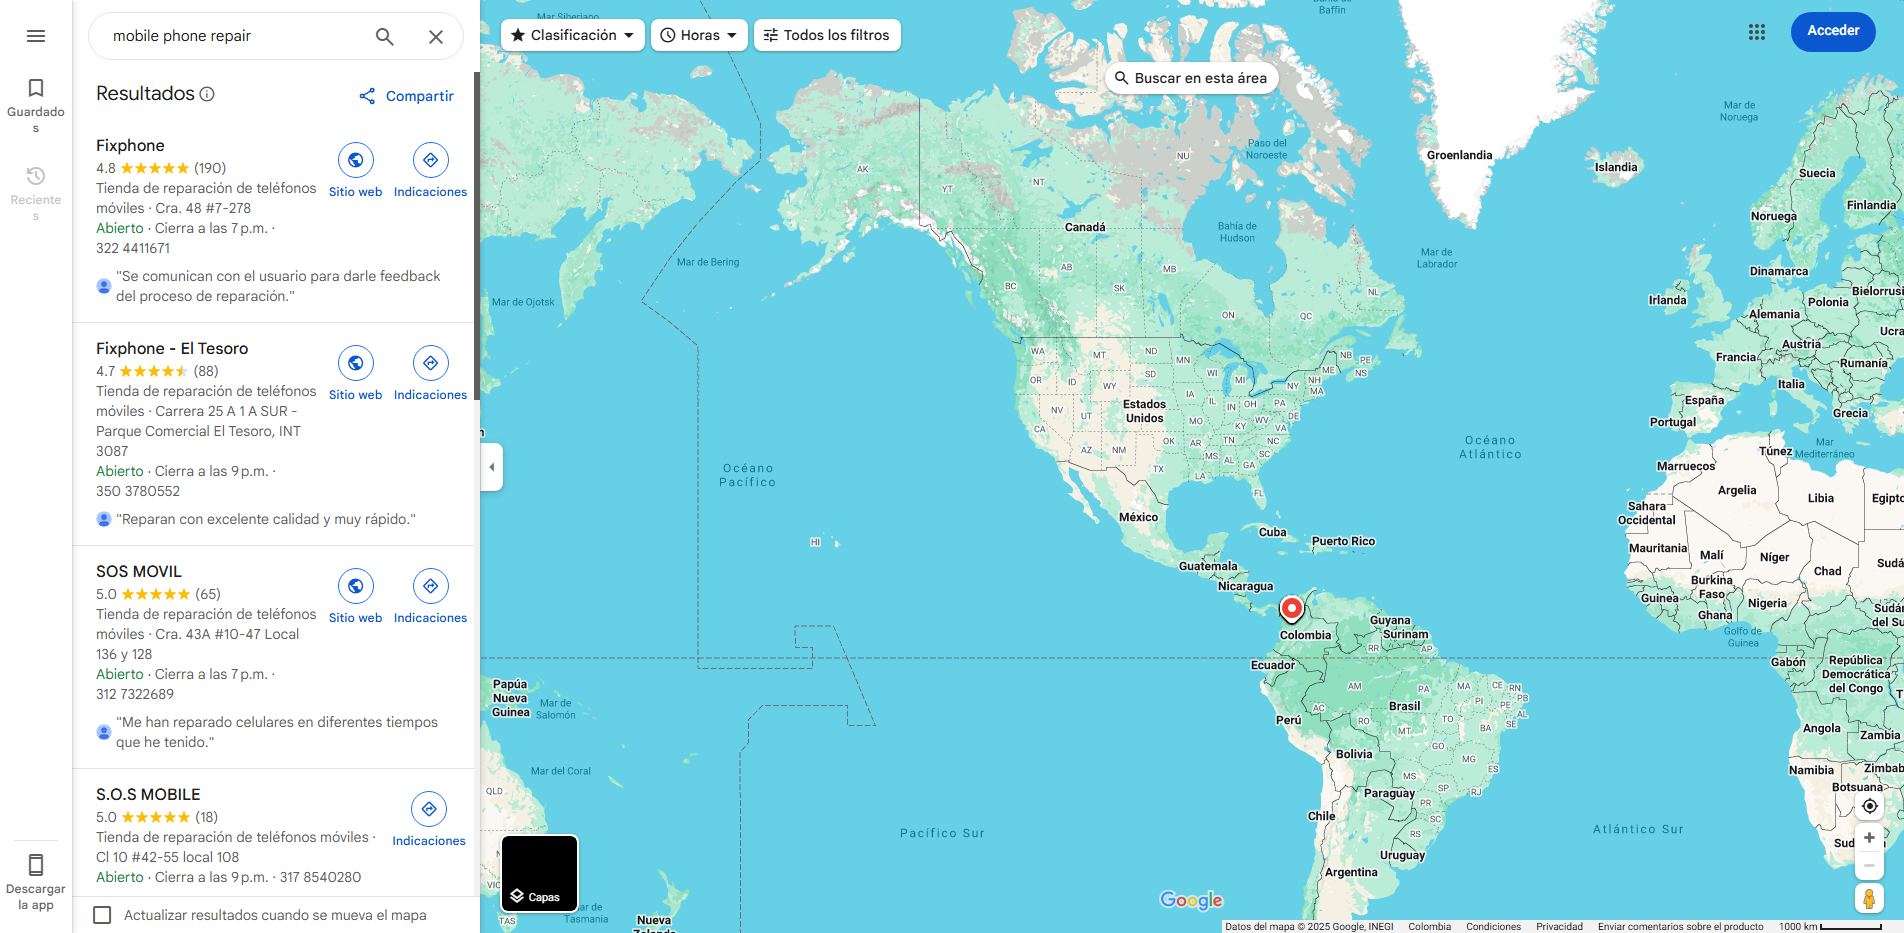 mobile phone repair
Guardado
s
Reciente
s
Descargar
la app
Resultados
Compartir
Fixphone
4.8 (190)
Tienda de reparación de teléfonos
móviles · Cra. 48 #7-278
Abierto · Cierra a las 7 p.m. ·
322 4411671
"Se comunican con el usuario para darle feedback
del proceso de reparación."
Sitio web
Indicaciones
Fixphone - El Tesoro
4.7 (88)
Tienda de reparación de teléfonos
móviles · Carrera 25 A 1 A SUR -
Parque Comercial El Tesoro, INT
3087
Abierto · Cierra a las 9 p.m. ·
350 3780552
"Reparan con excelente calidad y muy rápido."
Sitio web
Indicaciones
SOS MOVIL
5.0 (65)
Tienda de reparación de teléfonos
móviles · Cra. 43A #10-47 Local
136 y 128
Abierto · Cierra a las 7 p.m. ·
312 7322689
"Me han reparado celulares en diferentes tiempos
que he tenido."
Sitio web
Indicaciones
S.O.S MOBILE
5.0 (18)
Tienda de reparación de teléfonos móviles ·
Cl 10 #42-55 local 108
Abierto · Cierra a las 9 p.m. · 317 8540280
Indicaciones
Actualizar resultados cuando se mueva el mapa
Clasificación
Horas
Todos los filtros
Buscar en esta área
Acceder
Mar Siberiano
Baffin
Mar de
Noruega
Paso del
Noroeste
Groenlandia
Islandia
Suecia
Finlandia
Noruega
NU
AK
YT
NT
Canadá
Bahía de
Hudson
Mar de
Labrador
Mar de Bering
Mar de Ojotsk
Dinamarca
Irlanda
Bielorrusi
Polonia
Alemania
Ucra
Austria
Francia
Rumanía
Italia
España
Grecia
Portugal
AB
MB
BC
SK
NL
ON
QC
WA
MT
ND
MN
NB
PE
NS
OR
ID
WY
SD
WI
MI
NY
NH
ME
MA
NV
UT
Estados
Unidos
IA
IL
IN
OH
PA
DE
CA
MO
KY
WV
VA
AZ
NM
OK
AR
TN
NC
TX
MS
AL
SC
GA
LA
FL
Océano
Pacífico
Océano
Atlántico
Túnez
Mar
Mediterráneo
Marruecos
Argelia
Libia
Egipto
Sahara
Occidental
México
Cuba
Puerto Rico
HI
Guatemala
Nicaragua
Mauritania
Malí
Níger
Chad
Sudá
Burkina
Faso
Guinea
Nigeria
Ghana
Sudán
del Su
Golfo de
Guinea
Colombia
Guyana
Surinam
Ecuador
RR
AP
Gabón
República
Democrática
del Congo
Papúa
Nueva
Guinea
Mar de
Salomón
AM
PA
MA
CE
RN
PB
PI
PE
AL
SE
AC
Brasil
TO
RO
BA
Perú
MT
GO
Bolivia
MG
ES
Angola
Zambia
MS
SP
RJ
Namibia
Zimbab
Botsuana
Paraguay
PR
SC
Chile
RS
Uruguay
Argentina
Mar del Coral
QLD
Pacífico Sur
Atlántico Sur
Sud
VIC
TAS
ar de
Tasmania
Nueva
Zelanda
Capas
Google
Datos del mapa © 2025 Google, INEGI
Colombia
Condiciones
Privacidad
Enviar comentarios sobre el producto
1000 km